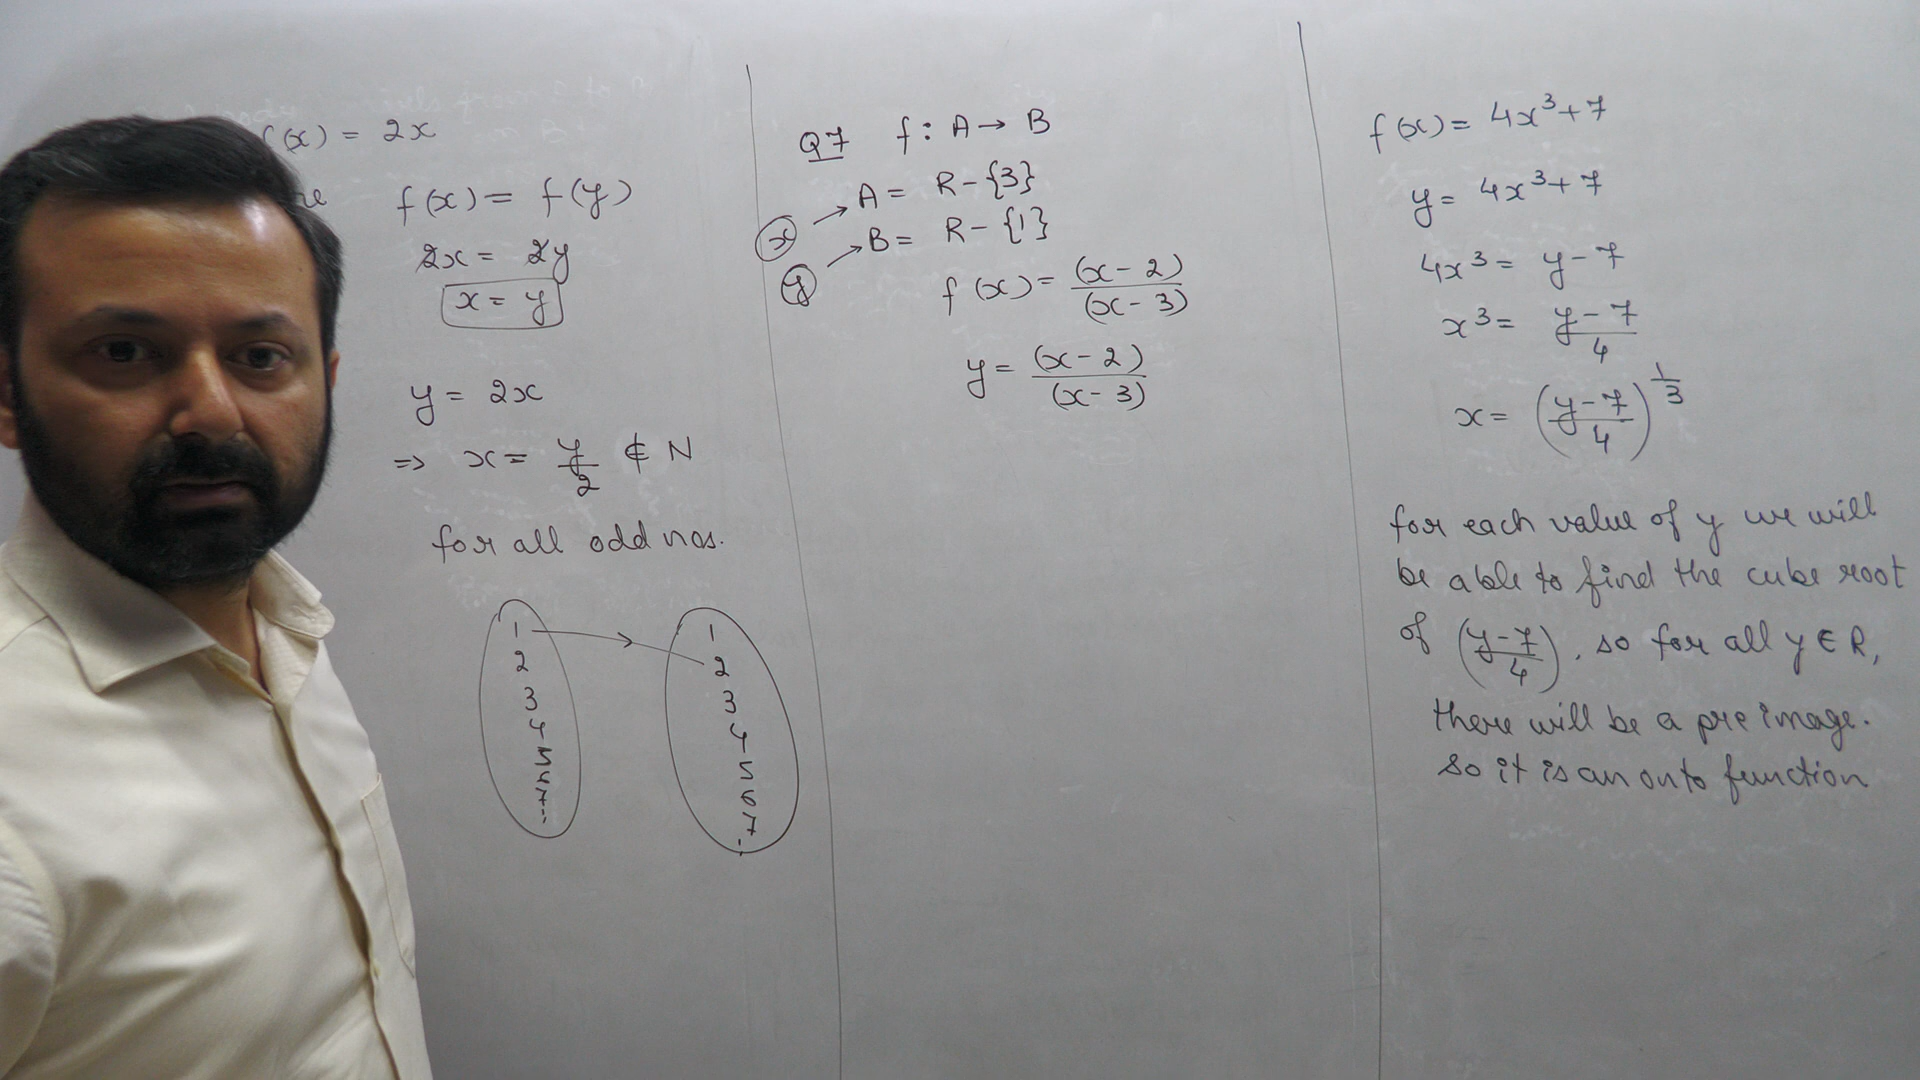 (x) = 2x
f(x) = f(y)
2x = 2y
x = y
y = 2x
⇒ x = y/2 ∉ N
for all odd nos.
1 1
2 2
3 3
4 4
5 5
6 6
7 7
Q7 f : A → B
x → A = R - {3}
y → B = R - {1}
f(x) = (x - 2)/(x - 3)
y = (x - 2)/(x - 3)
f(x) = 4x³ + 7
y = 4x³ + 7
4x³ = y - 7
x³ = (y - 7)/4
x = ((y - 7)/4)^(1/3)
for each value of y we will
be able to find the cube root
of ((y - 7)/4), so for all y ∈ R,
there will be a pre image.
So it is an onto function